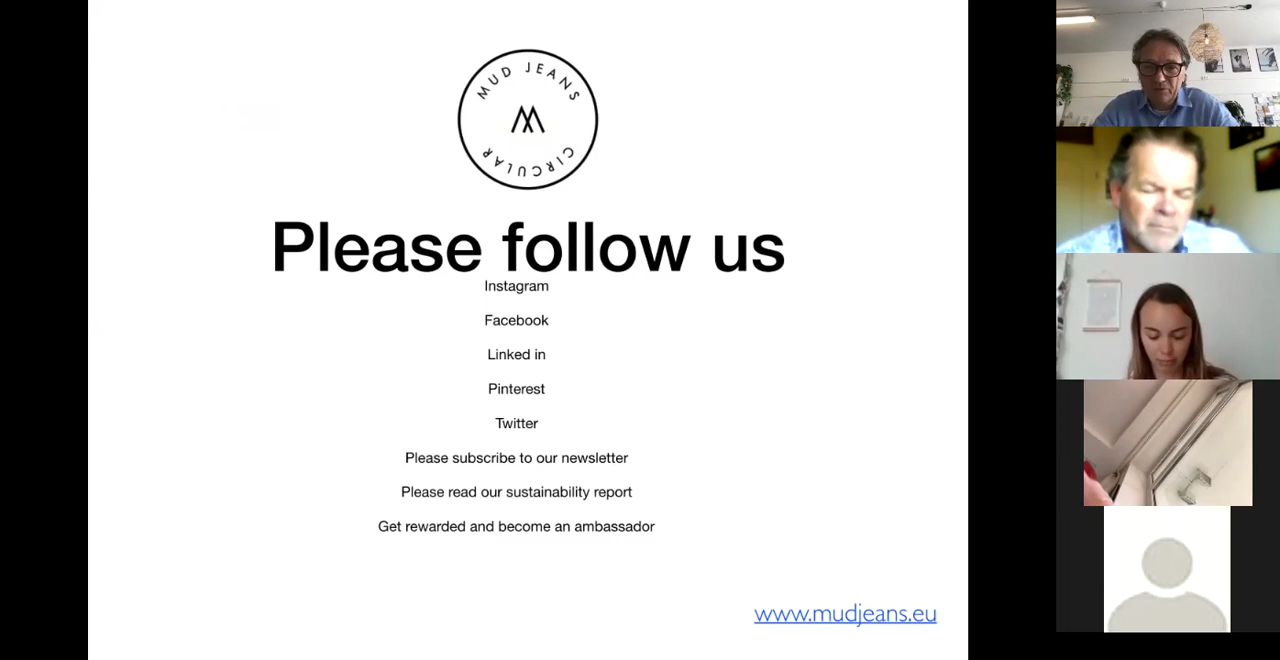 MUD JEANS
CIRCULAR
Please follow us
Instagram
Facebook
Linked in
Pinterest
Twitter
Please subscribe to our newsletter
Please read our sustainability report
Get rewarded and become an ambassador
www.mudjeans.eu